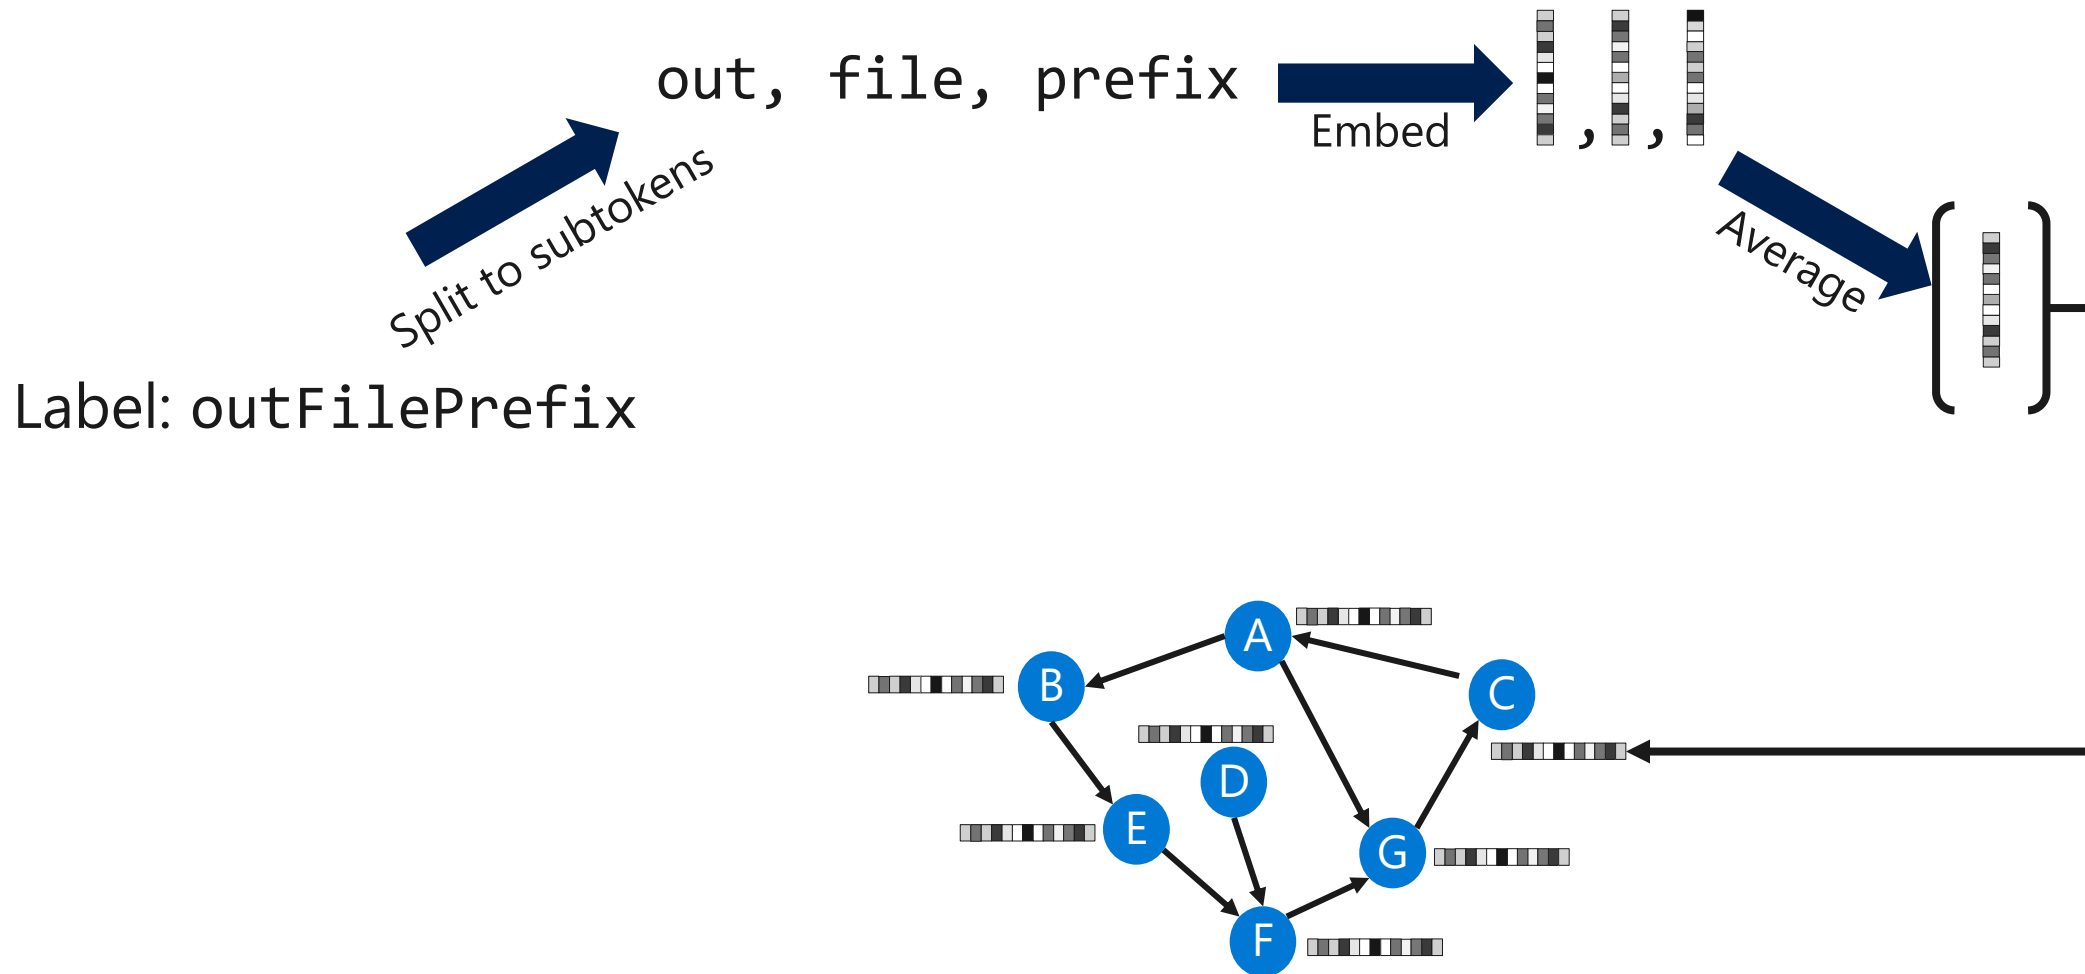 out, file, prefix
Embed
,
,
Split to subtokens
Average
Label: outFilePrefix
A
B
C
D
E
G
F